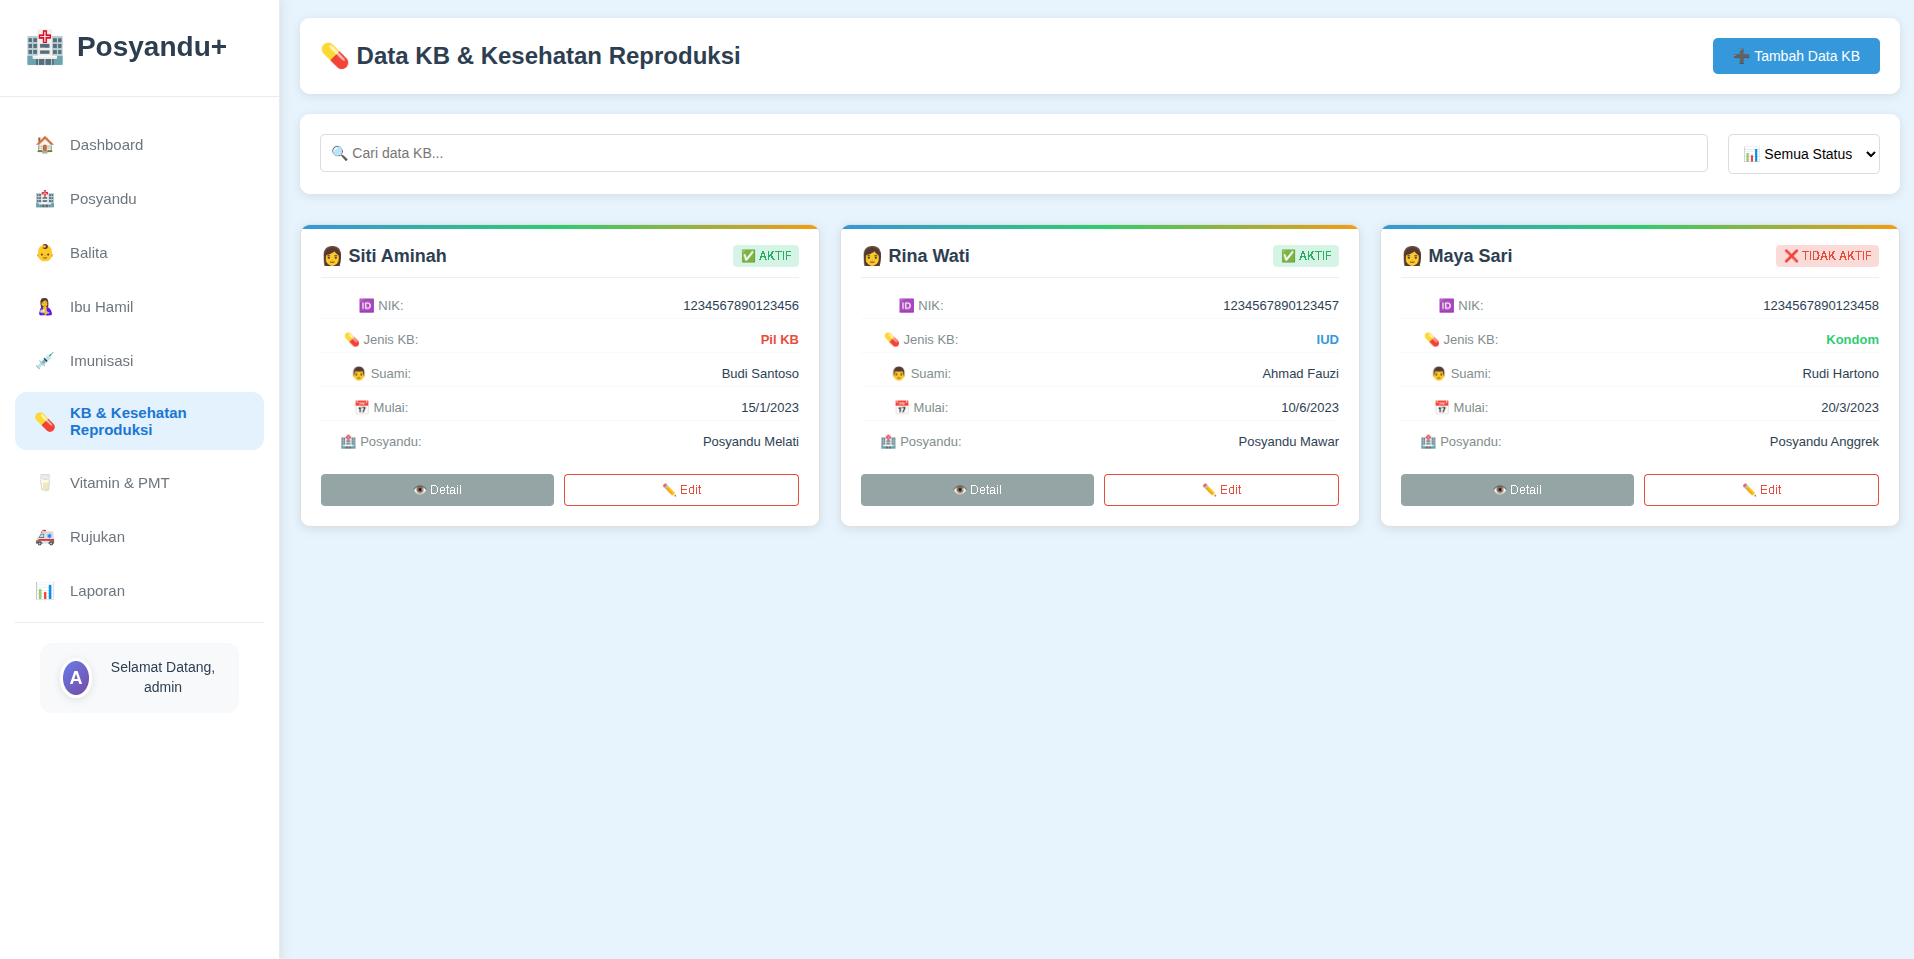 🏥 Posyandu+
🏠 Dashboard
🏥 Posyandu
👶 Balita
🤱 Ibu Hamil
💉 Imunisasi
💊 KB & Kesehatan
Reproduksi
🥛 Vitamin & PMT
🚑 Rujukan
📊 Laporan
A
Selamat Datang,
admin
💊 Data KB & Kesehatan Reproduksi
➕ Tambah Data KB
🔍 Cari data KB...
📊 Semua Status
👩 Siti Aminah
✅ AKTIF
🆔 NIK: 1234567890123456
💊 Jenis KB: Pil KB
👨 Suami: Budi Santoso
📅 Mulai: 15/1/2023
🏥 Posyandu: Posyandu Melati
👁️ Detail
✏️ Edit
👩 Rina Wati
✅ AKTIF
🆔 NIK: 1234567890123457
💊 Jenis KB: IUD
👨 Suami: Ahmad Fauzi
📅 Mulai: 10/6/2023
🏥 Posyandu: Posyandu Mawar
👁️ Detail
✏️ Edit
👩 Maya Sari
❌ TIDAK AKTIF
🆔 NIK: 1234567890123458
💊 Jenis KB: Kondom
👨 Suami: Rudi Hartono
📅 Mulai: 20/3/2023
🏥 Posyandu: Posyandu Anggrek
👁️ Detail
✏️ Edit